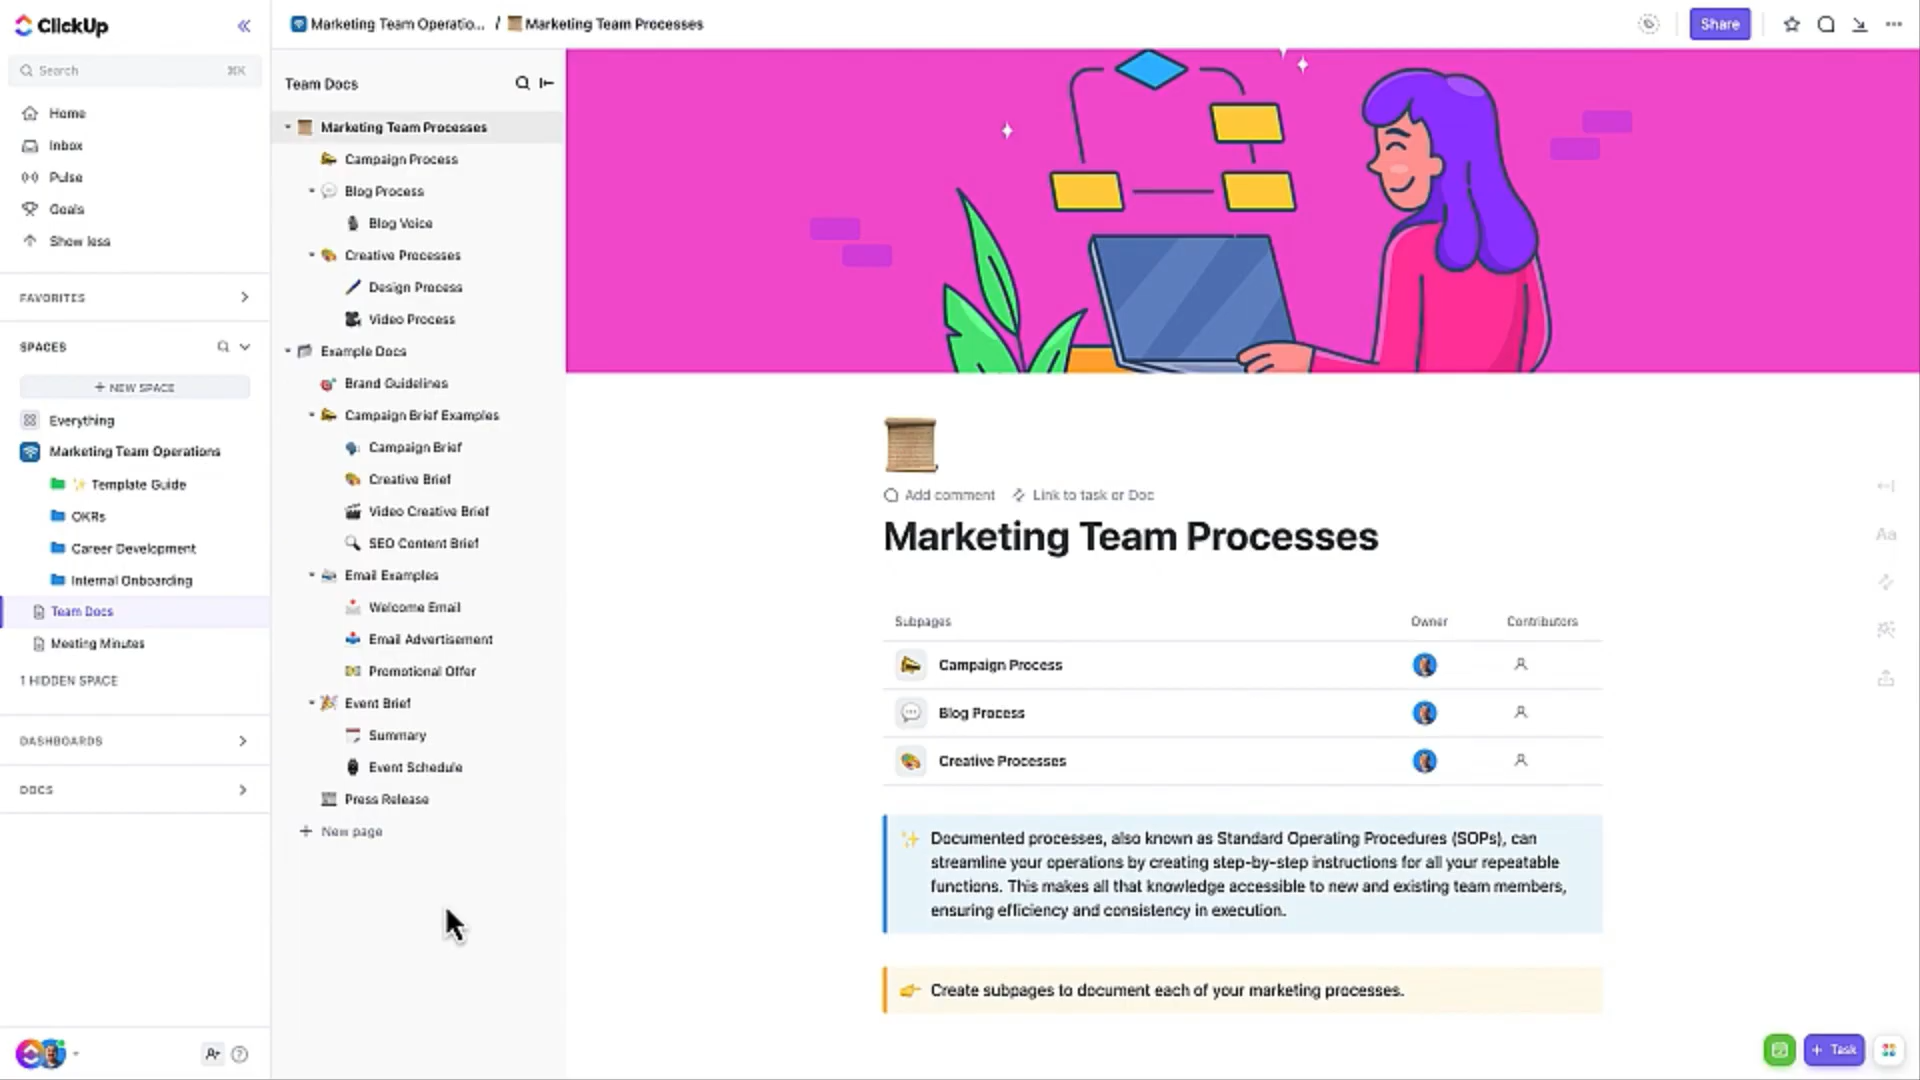 ClickUp
Search ⌘K
Home
Inbox
Pulse
Goals
Show less
FAVORITES
SPACES
+ NEW SPACE
Everything
Marketing Team Operations
Template Guide
OKRs
Career Development
Internal Onboarding
Team Docs
Meeting Minutes
1 HIDDEN SPACE
DASHBOARDS
DOCS
Marketing Team Operatio... / Marketing Team Processes
Share
Team Docs
Marketing Team Processes
Campaign Process
Blog Process
Blog Voice
Creative Processes
Design Process
Video Process
Example Docs
Brand Guidelines
Campaign Brief Examples
Campaign Brief
Creative Brief
Video Creative Brief
SEO Content Brief
Email Examples
Welcome Email
Email Advertisement
Promotional Offer
Event Brief
Summary
Event Schedule
Press Release
+ New page
Add comment Link to task or Doc
Marketing Team Processes
Subpages Owner Contributors
Campaign Process
Blog Process
Creative Processes
Documented processes, also known as Standard Operating Procedures (SOPs), can
streamline your operations by creating step-by-step instructions for all your repeatable
functions. This makes all that knowledge accessible to new and existing team members,
ensuring efficiency and consistency in execution.
Create subpages to document each of your marketing processes.
Aa
+ Task